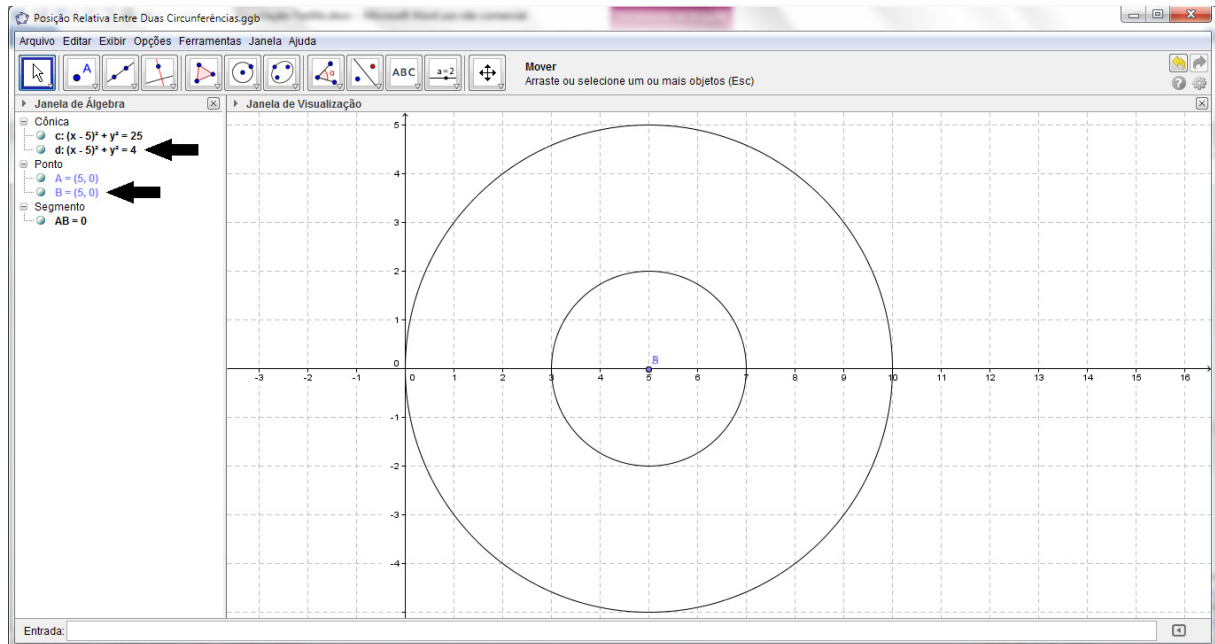 Posição Relativa Entre Duas Circunferências.ggb
Arquivo Editar Exibir Opções Ferramentas Janela Ajuda
A
ABC
a=2
Mover
Arraste ou selecione um ou mais objetos (Esc)
Janela de Álgebra
Janela de Visualização
Cônica
c: (x - 5)² + y² = 25
d: (x - 5)² + y² = 4
Ponto
A = (5, 0)
B = (5, 0)
Segmento
AB = 0
5
4
3
2
1
0
-3 -2 -1 0 1 2 3 4 5 6 7 8 9 10 11 12 13 14 15 16
-1
-2
-3
-4
Entrada: